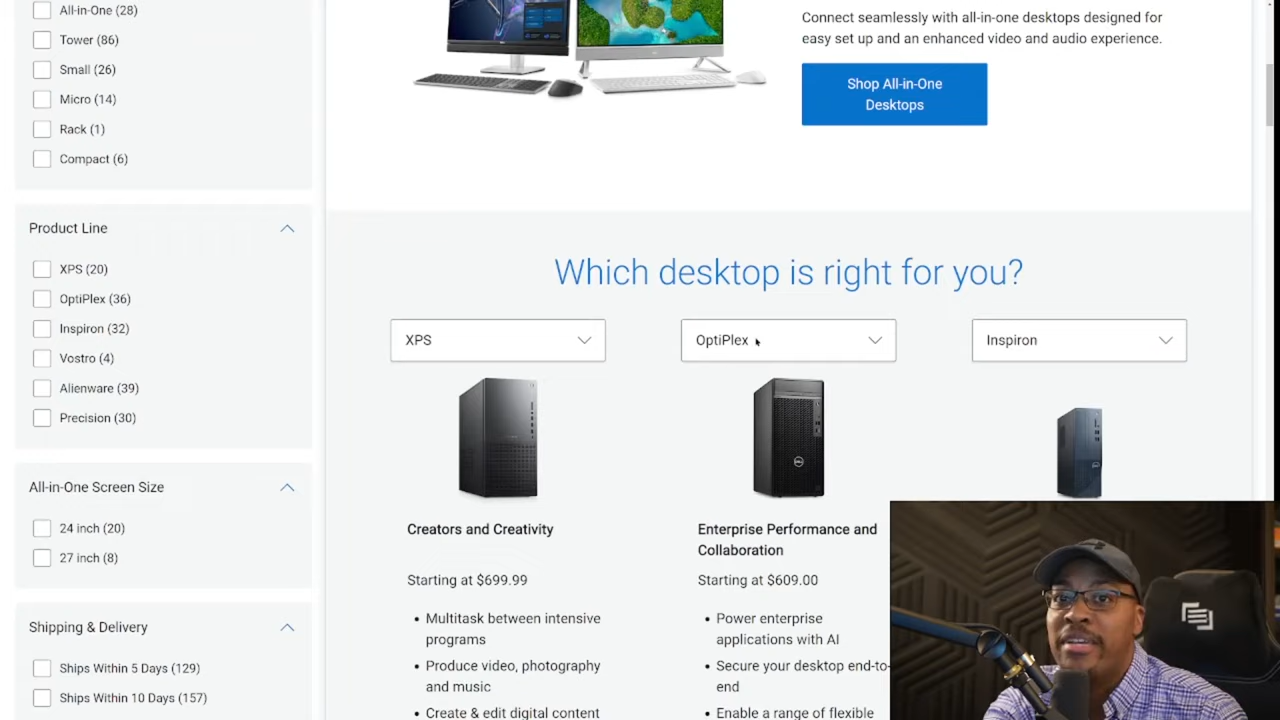 All-in-One (28)
Tower (86)
Small (26)
Micro (14)
Rack (1)
Compact (6)
Product Line
XPS (20)
OptiPlex (36)
Inspiron (32)
Vostro (4)
Alienware (39)
Precision (30)
All-in-One Screen Size
24 inch (20)
27 inch (8)
Shipping & Delivery
Ships Within 5 Days (129)
Ships Within 10 Days (157)
Connect seamlessly with all-in-one desktops designed for
easy set up and an enhanced video and audio experience.
Shop All-in-One
Desktops
Which desktop is right for you?
XPS
OptiPlex
Inspiron
Creators and Creativity
Starting at $699.99
• Multitask between intensive
programs
• Produce video, photography
and music
• Create & edit digital content
Enterprise Performance and
Collaboration
Starting at $609.00
• Power enterprise
applications with AI
• Secure your desktop end-to-
end
• Enable a range of flexible